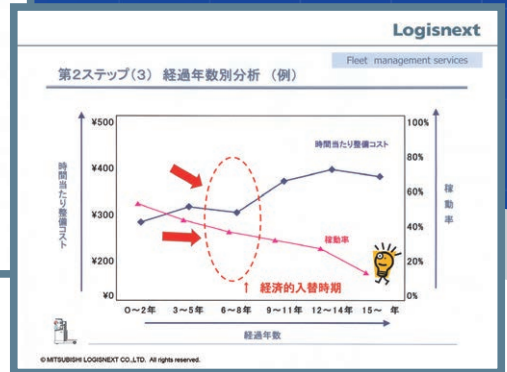 Logisnext
Fleet management services
第2ステップ(3) 経過年数別分析 (例)
時間当たり整備コスト
¥500
¥400
¥300
¥200
¥0
時間当たり整備コスト
稼動率
↑ 経済的入替時期
100%
80%
60%
40%
20%
0%
稼動率
0～2年 3～5年 6～8年 9～11年 12～14年 15～ 年
経過年数
© MITSUBISHI LOGISNEXT CO.,LTD. All rights reserved.